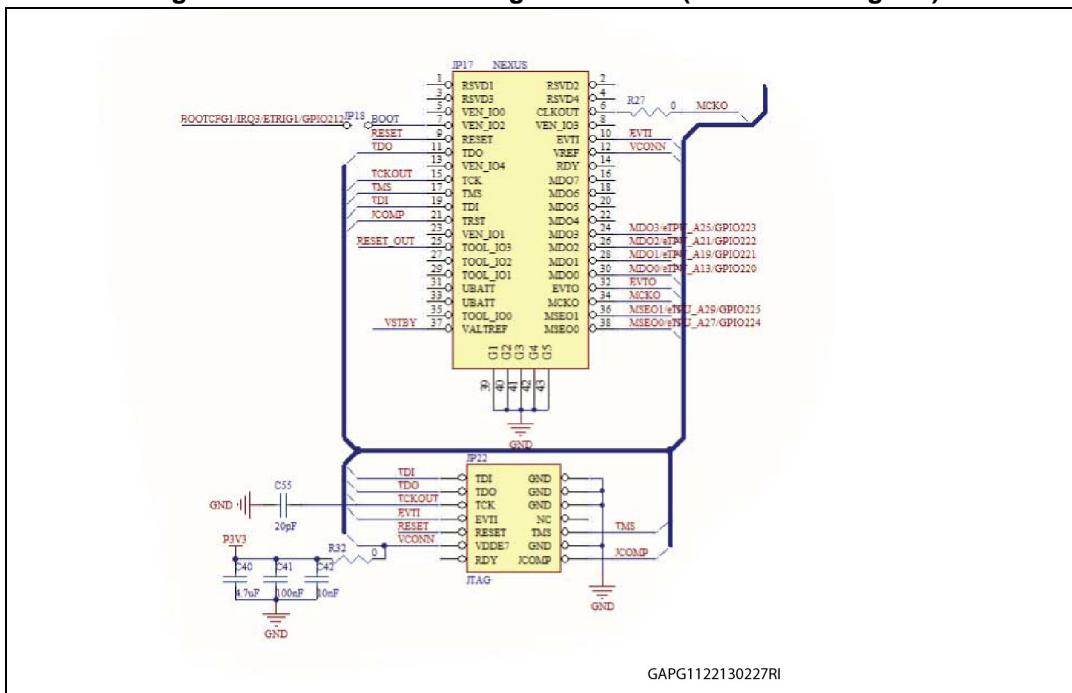 JP17 NEXUS
1 RSVD1 RSVD2 2
3 RSVD3 RSVD4 4
5 VEN_IO0 CLKOUT 6 R27 0 MCKO
BOOTCFG1/IRQ3/ETRIG1/GPIO212 JP18 BOOT 7 VEN_IO2 VEN_IO3 8
RESET 9 RESET EVTI 10 EVTI
TDO 11 TDO VREF 12 VCONN
13 VEN_IO4 RDY 14
TCKOUT 15 TCK MDO7 16
TMS 17 TMS MDO6 18
TDI 19 TDI MDO5 20
JCOMP 21 TRST MDO4 22
23 VEN_IO1 MDO3 24 MDO3/eTPU_A25/GPIO223
RESET_OUT 25 TOOL_IO3 MDO2 26 MDO2/eTPU_A21/GPIO222
27 TOOL_IO2 MDO1 28 MDO1/eTPU_A19/GPIO221
29 TOOL_IO1 MDO0 30 MDO0/eTPU_A13/GPIO220
31 UBATT EVTO 32 EVTO
33 UBATT MCKO 34 MCKO
35 TOOL_IO0 MSEO1 36 MSEO1/eTPU_A29/GPIO225
VSTBY 37 VALTREF MSEO0 38 MSEO0/eTPU_A27/GPIO224
G1 G2 G3 G4 G5
39 40 41 42 43
GND
JP22
TDI TDI GND
TDO TDO GND
C55 GND 20pF TCKOUT TCK GND
EVTI EVTI NC
RESET RESET TMS TMS
P3V3 R32 0 VCONN VDDE7 GND
RDY JCOMP JCOMP
C40 C41 C42 JTAG
4.7uF 100nF 10nF
GND GND
GAPG1122130227RI